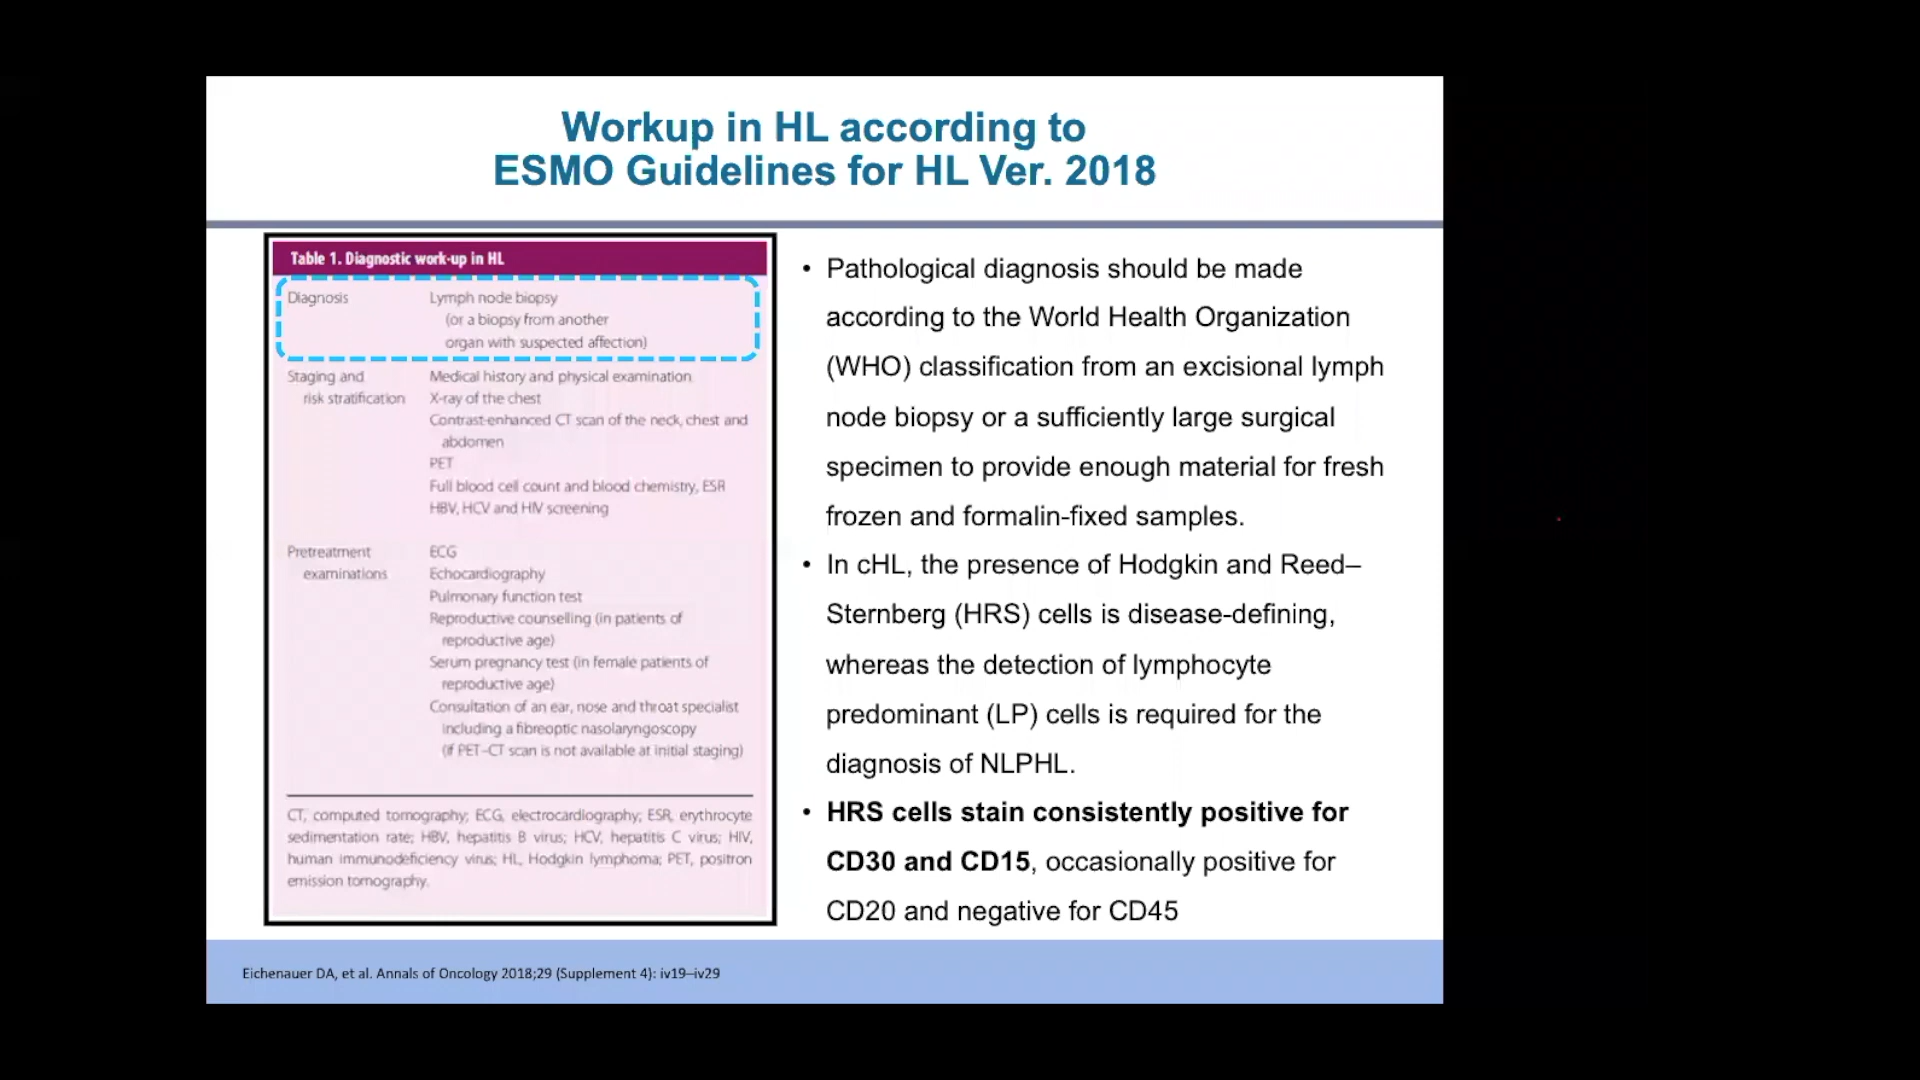 Workup in HL according to
ESMO Guidelines for HL Ver. 2018
Table 1. Diagnostic work-up in HL
Diagnosis Lymph node biopsy
(or a biopsy from another
organ with suspected affection)
Staging and Medical history and physical examination
risk stratification X-ray of the chest
Contrast-enhanced CT scan of the neck, chest and
abdomen
PET
Full blood cell count and blood chemistry, ESR
HBV, HCV and HIV screening
Pretreatment ECG
examinations Echocardiography
Pulmonary function test
Reproductive counselling (in patients of
reproductive age)
Serum pregnancy test (in female patients of
reproductive age)
Consultation of an ear, nose and throat specialist
including a fibreoptic nasolaryngoscopy
(if PET–CT scan is not available at initial staging)
CT, computed tomography; ECG, electrocardiography; ESR, erythrocyte
sedimentation rate; HBV, hepatitis B virus; HCV, hepatitis C virus; HIV,
human immunodeficiency virus; HL, Hodgkin lymphoma; PET, positron
emission tomography.
• Pathological diagnosis should be made
according to the World Health Organization
(WHO) classification from an excisional lymph
node biopsy or a sufficiently large surgical
specimen to provide enough material for fresh
frozen and formalin-fixed samples.
• In cHL, the presence of Hodgkin and Reed–
Sternberg (HRS) cells is disease-defining,
whereas the detection of lymphocyte
predominant (LP) cells is required for the
diagnosis of NLPHL.
• HRS cells stain consistently positive for
CD30 and CD15, occasionally positive for
CD20 and negative for CD45
Eichenauer DA, et al. Annals of Oncology 2018;29 (Supplement 4): iv19–iv29